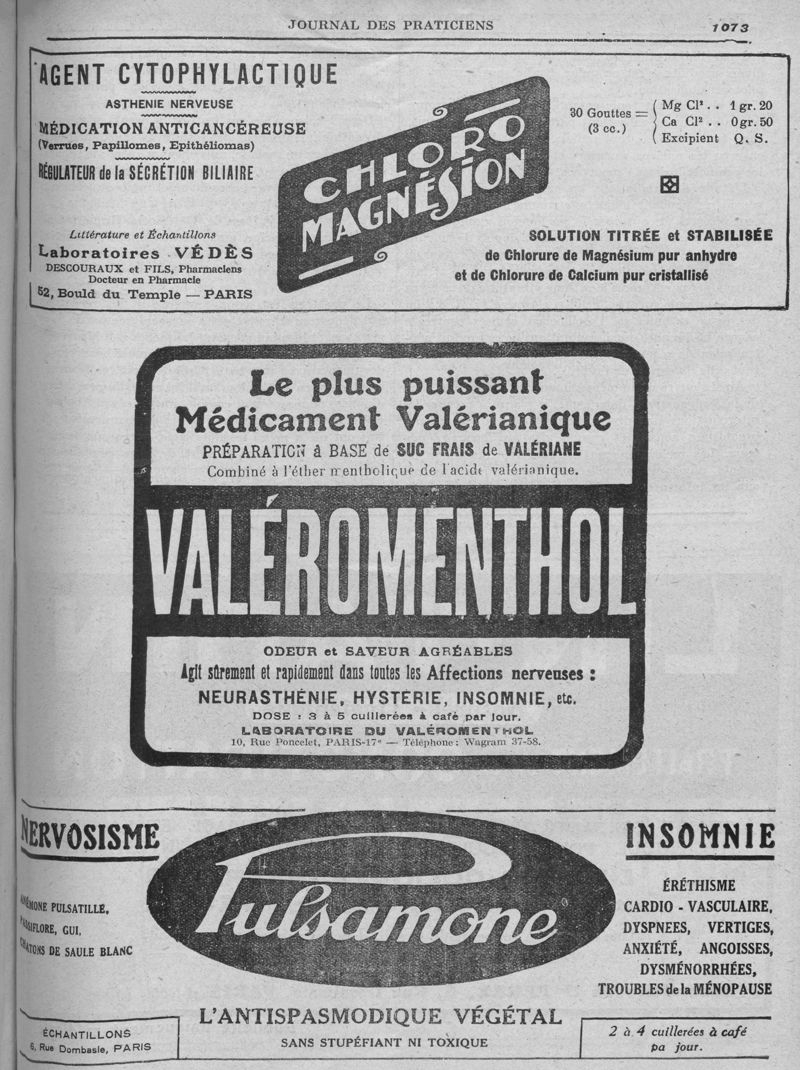 JOURNAL DES PRATICIENS
1073
AGENT CYTOPHYLACTIQUE
ASTHENIE NERVEUSE
MÉDICATION ANTICANCÉREUSE
(Verrues, Papillomes, Epithéliomas)
RÉGULATEUR de la SÉCRÉTION BILIAIRE
Littérature et Échantillons
Laboratoires VÉDÈS
DESCOURAUX et FILS, Pharmaciens
Docteur en Pharmacie
52, Bould du Temple — PARIS
CHLORO
MAGNÉSION
30 Gouttes =
(3 cc.)
Mg Cl² . . 1 gr. 20
Ca Cl² . . 0 gr. 50
Excipient Q. S.
SOLUTION TITRÉE et STABILISÉE
de Chlorure de Magnésium pur anhydre
et de Chlorure de Calcium pur cristallisé
Le plus puissant
Médicament Valérianique
PRÉPARATION à BASE de SUC FRAIS de VALÉRIANE
Combiné à l'éther mentholique de l'acide valérianique.
VALÉROMENTHOL
ODEUR et SAVEUR AGRÉABLES
Agit sûrement et rapidement dans toutes les Affections nerveuses :
NEURASTHÉNIE, HYSTÉRIE, INSOMNIE, etc.
DOSE : 3 à 5 cuillerées à café par jour.
LABORATOIRE DU VALÉROMENTHOL
10, Rue Poncelet, PARIS-17ᵉ — Téléphone : Wagram 37-58.
NERVOSISME
ANÉMONE PULSATILLE,
PASSIFLORE, GUI,
CHATONS DE SAULE BLANC
Pulsamone
INSOMNIE
ÉRÉTHISME
CARDIO - VASCULAIRE,
DYSPNEES, VERTIGES,
ANXIÉTÉ, ANGOISSES,
DYSMÉNORRHÉES,
TROUBLES de la MÉNOPAUSE
L'ANTISPASMODIQUE VÉGÉTAL
SANS STUPÉFIANT NI TOXIQUE
ÉCHANTILLONS
6, Rue Dombasle, PARIS
2 à 4 cuillerées à café
pa jour.